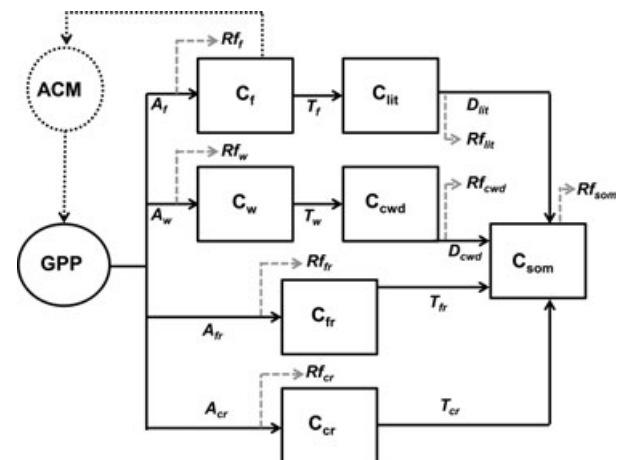 Rf_f
ACM
A_f
C_f
T_f
C_lit
D_lit
Rf_lit
Rf_w
Rf_cwd
Rf_som
A_w
C_w
T_w
C_cwd
D_cwd
GPP
C_som
Rf_fr
A_fr
C_fr
T_fr
Rf_cr
A_cr
C_cr
T_cr